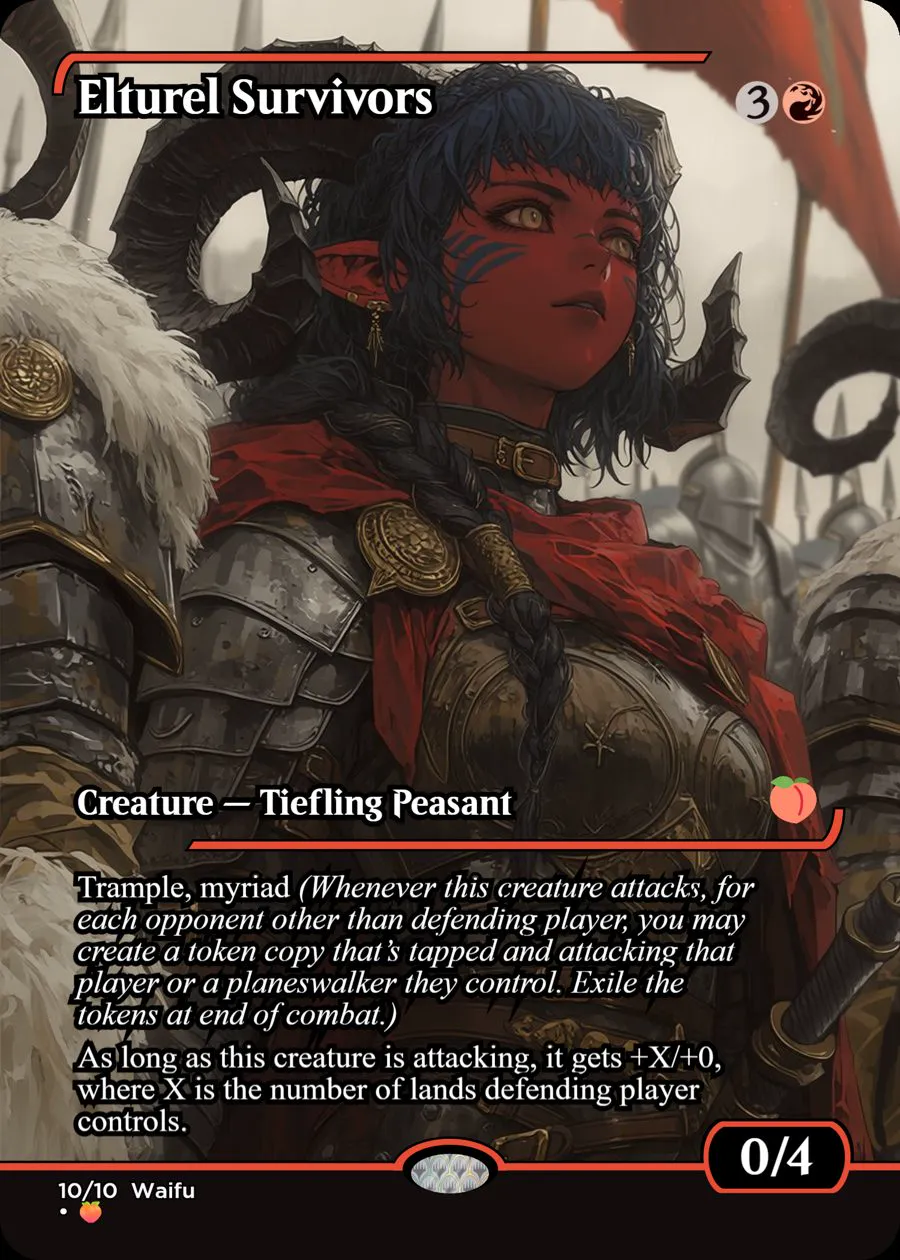 Elturel Survivors 3
Creature — Tiefling Peasant
Trample, myriad (Whenever this creature attacks, for
each opponent other than defending player, you may
create a token copy that's tapped and attacking that
player or a planeswalker they control. Exile the
tokens at end of combat.)
As long as this creature is attacking, it gets +X/+0,
where X is the number of lands defending player
controls.
0/4
10/10 Waifu